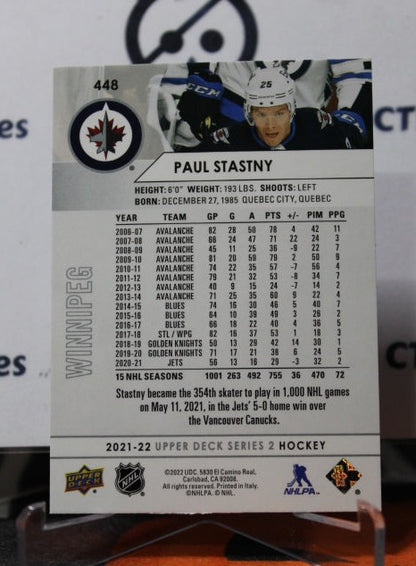 448
25
CCM
PAUL STASTNY
HEIGHT: 6'0" WEIGHT: 193 LBS. SHOOTS: LEFT
BORN: DECEMBER 27, 1985 QUEBEC CITY, QUEBEC
WINNIPEG
YEAR TEAM GP G A PTS +/- PIM PPG
2006-07 AVALANCHE 82 28 50 78 4 42 11
2007-08 AVALANCHE 66 24 47 71 22 24 3
2008-09 AVALANCHE 45 11 25 36 -9 22 7
2009-10 AVALANCHE 81 20 59 79 2 50 9
2010-11 AVALANCHE 74 22 35 57 -7 56 4
2011-12 AVALANCHE 79 21 32 53 -8 34 7
2012-13 AVALANCHE 40 9 15 24 -7 14 2
2013-14 AVALANCHE 71 25 35 60 9 22 4
2014-15 BLUES 74 16 30 46 5 40 7
2015-16 BLUES 64 10 39 49 3 26 2
2016-17 BLUES 66 18 22 40 4 36 5
2017-18 STL / WPG 82 16 37 53 1 18 3
2018-19 GOLDEN KNIGHTS 50 13 29 42 14 30 1
2019-20 GOLDEN KNIGHTS 71 17 21 38 6 24 5
2020-21 JETS 56 13 16 29 -3 32 2
15 NHL SEASONS 1001 263 492 755 36 470 72
Stastny became the 354th skater to play in 1,000 NHL games
on May 11, 2021, in the Jets' 5-0 home win over
the Vancouver Canucks.
2021-22 UPPER DECK SERIES 2 HOCKEY
UPPER DECK
NHL
©2022 UDC. 5830 El Camino Real,
Carlsbad, CA 92008.
All rights reserved. Printed in Italy.
©NHLPA. © NHL.
NHLPA